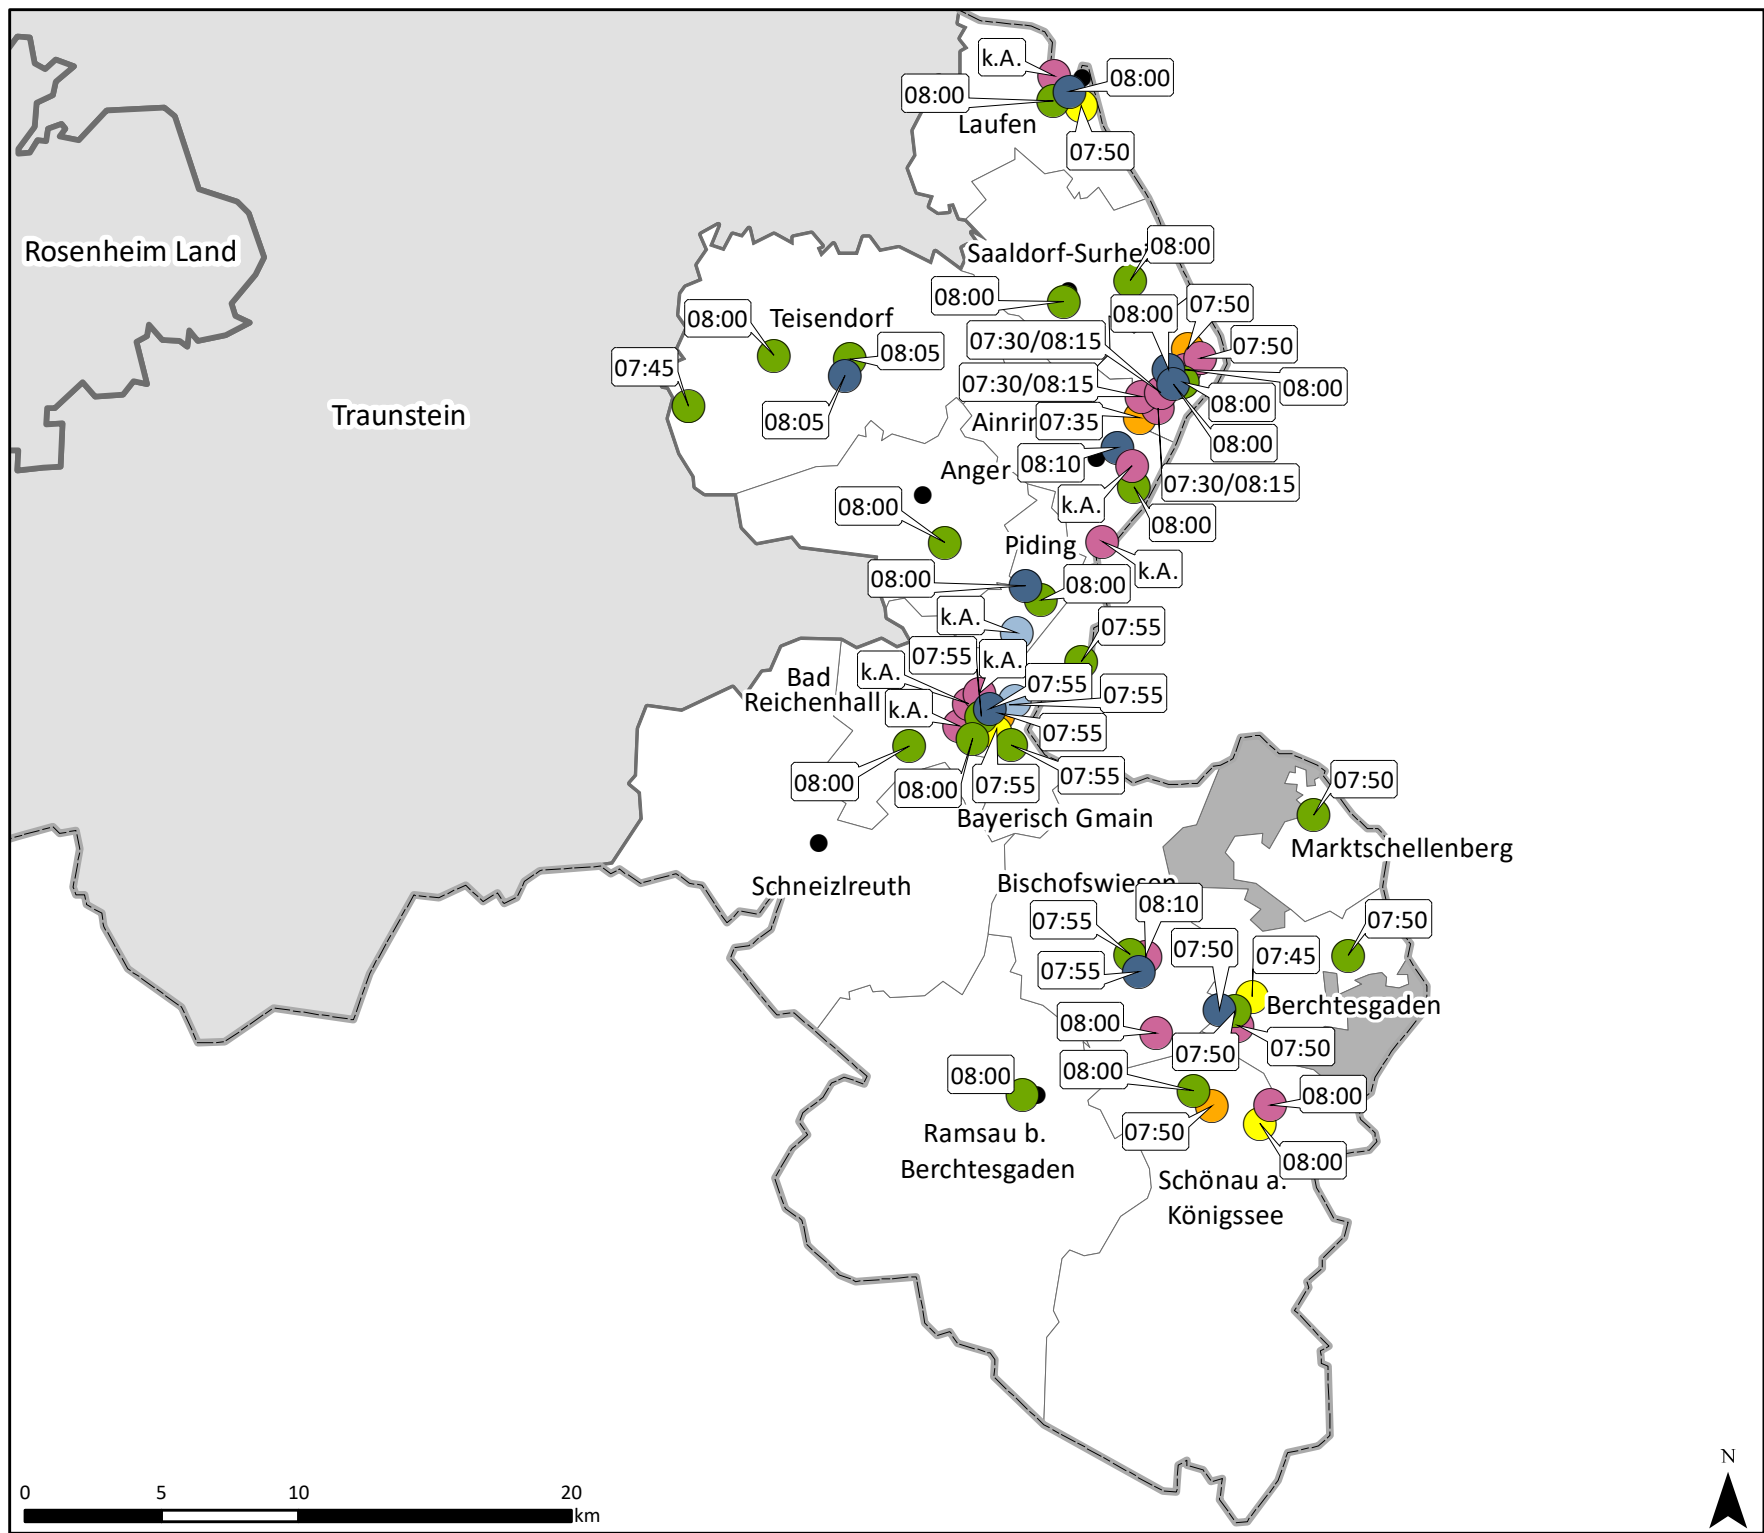 k.A.
08:00
08:00
Laufen
07:50
Rosenheim Land
Saaldorf-Surhe
08:00
08:00
07:50
08:00
08:00
Teisendorf
07:30/08:15
07:50
08:05
07:45
07:30/08:15
08:00
08:00
Traunstein
08:05
Ainrin
07:35
08:00
Anger
08:10
07:30/08:15
k.A.
08:00
08:00
Piding
k.A.
08:00
08:00
k.A.
07:55
07:55
k.A.
k.A.
Bad
Reichenhall
07:55
07:55
k.A.
07:55
08:00
08:00
07:55
07:55
07:50
Bayerisch Gmain
Marktschellenberg
Schneizlreuth
Bischofswiesen
08:10
07:55
07:50
07:50
07:45
07:55
Berchtesgaden
08:00
07:50
07:50
08:00
08:00
08:00
07:50
Ramsau b.
Berchtesgaden
08:00
Schönau a.
Königssee
0
5
10
20
km
N